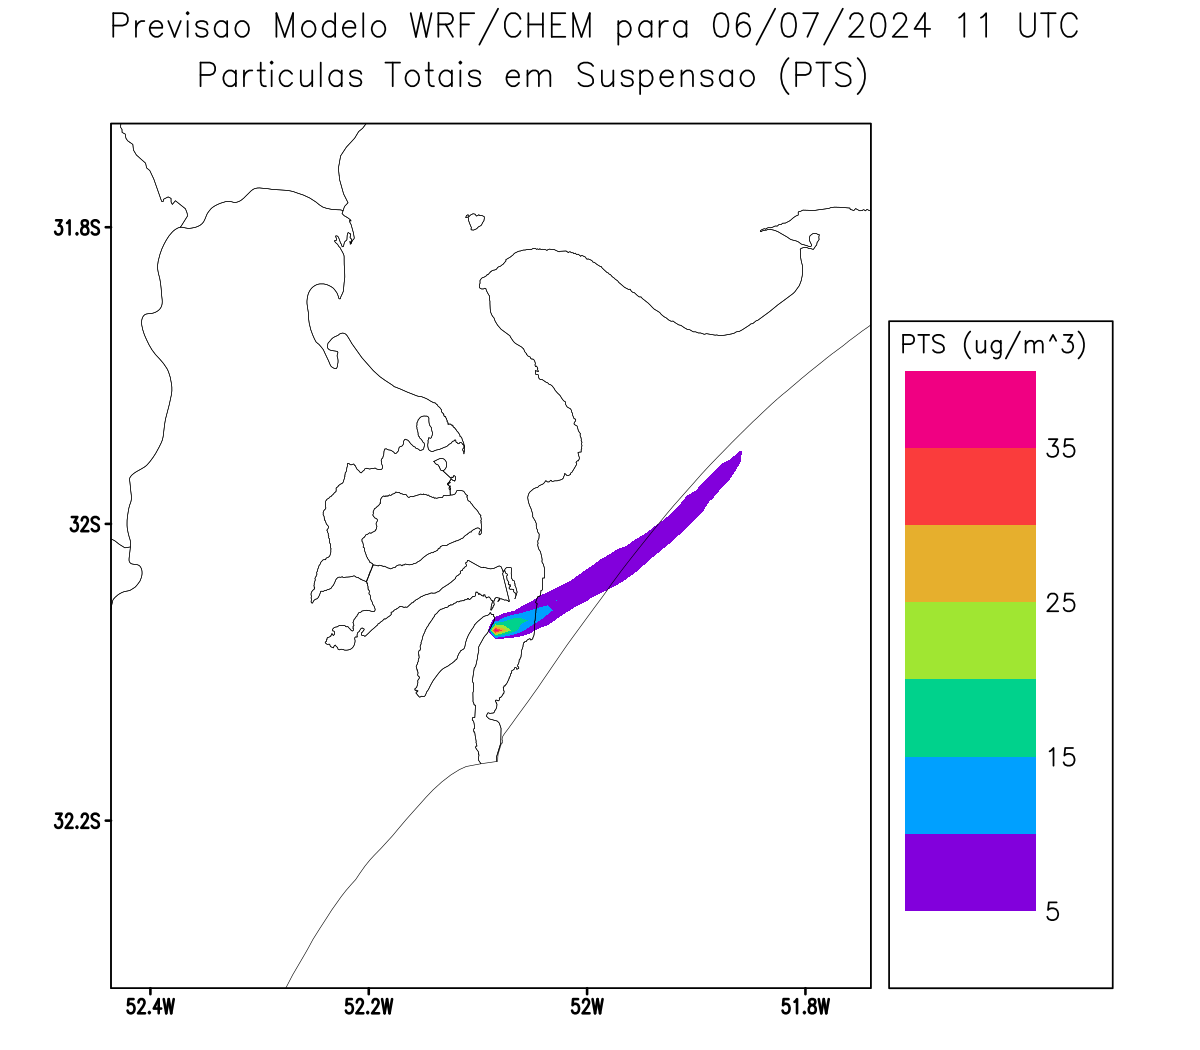 Previsao Modelo WRF/CHEM para 06/07/2024 11 UTC
Particulas Totais em Suspensao (PTS)
31.8S
32S
32.2S
52.4W
52.2W
52W
51.8W
PTS (ug/m^3)
35
25
15
5